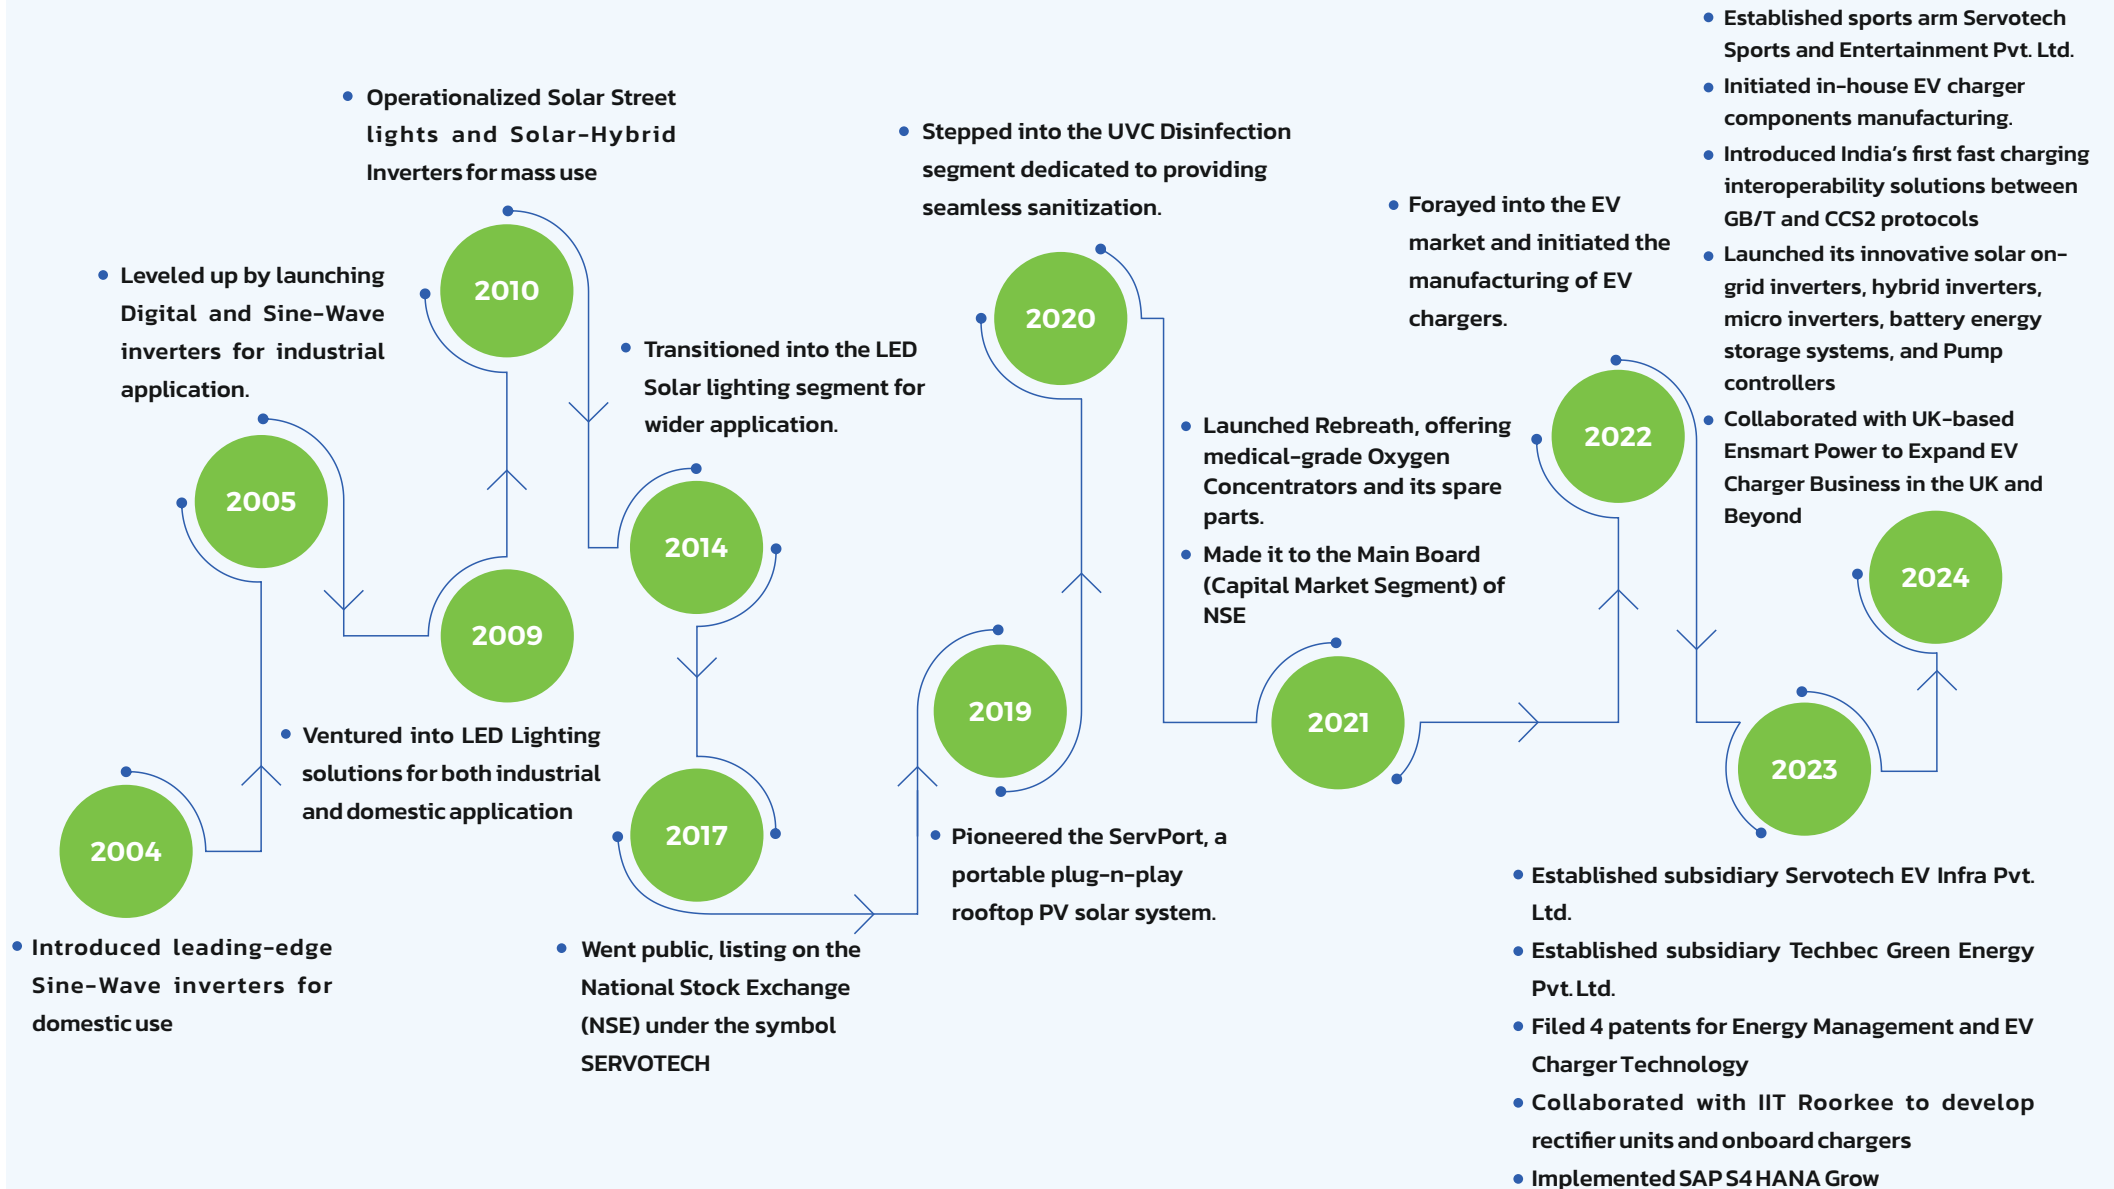 2004
Introduced leading-edge
Sine-Wave inverters for
domestic use
Leveled up by launching
Digital and Sine-Wave
inverters for industrial
application.
2005
2009
Ventured into LED Lighting
solutions for both industrial
and domestic application
Operationalized Solar Street
lights and Solar-Hybrid
Inverters for mass use
2010
Transitioned into the LED
Solar lighting segment for
wider application.
2014
2017
Went public, listing on the
National Stock Exchange
(NSE) under the symbol
SERVOTECH
2019
Pioneered the ServPort, a
portable plug-n-play
rooftop PV solar system.
Stepped into the UVC Disinfection
segment dedicated to providing
seamless sanitization.
2020
Launched Rebreath, offering
medical-grade Oxygen
Concentrators and its spare
parts.
Made it to the Main Board
(Capital Market Segment) of
NSE
2021
Forayed into the EV
market and initiated the
manufacturing of EV
chargers.
2022
2023
Established subsidiary Servotech EV Infra Pvt.
Ltd.
Established subsidiary Techbec Green Energy
Pvt. Ltd.
Filed 4 patents for Energy Management and EV
Charger Technology
Collaborated with IIT Roorkee to develop
rectifier units and onboard chargers
Implemented SAP S4 HANA Grow
Established sports arm Servotech
Sports and Entertainment Pvt. Ltd.
Initiated in-house EV charger
components manufacturing.
Introduced India's first fast charging
interoperability solutions between
GB/T and CCS2 protocols
Launched its innovative solar on-
grid inverters, hybrid inverters,
micro inverters, battery energy
storage systems, and Pump
controllers
Collaborated with UK-based
Ensmart Power to Expand EV
Charger Business in the UK and
Beyond
2024